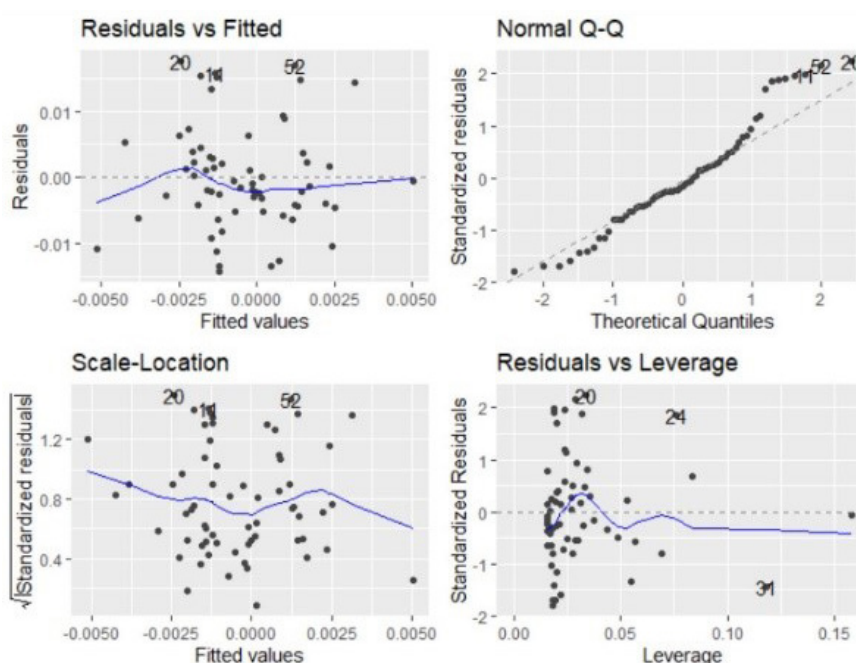 Residuals vs Fitted
20
11
52
0.01
0.00
-0.01
Residuals
-0.0050 -0.0025 0.0000 0.0025 0.0050
Fitted values
Normal Q-Q
11
52
20
2
1
0
-1
-2
Standardized residuals
-2 -1 0 1 2
Theoretical Quantiles
Scale-Location
20
11
52
1.2
0.8
0.4
√|Standardized residuals|
-0.0050 -0.0025 0.0000 0.0025 0.0050
Fitted values
Residuals vs Leverage
20
24
31
2
1
0
-1
-2
Standardized Residuals
0.00 0.05 0.10 0.15
Leverage